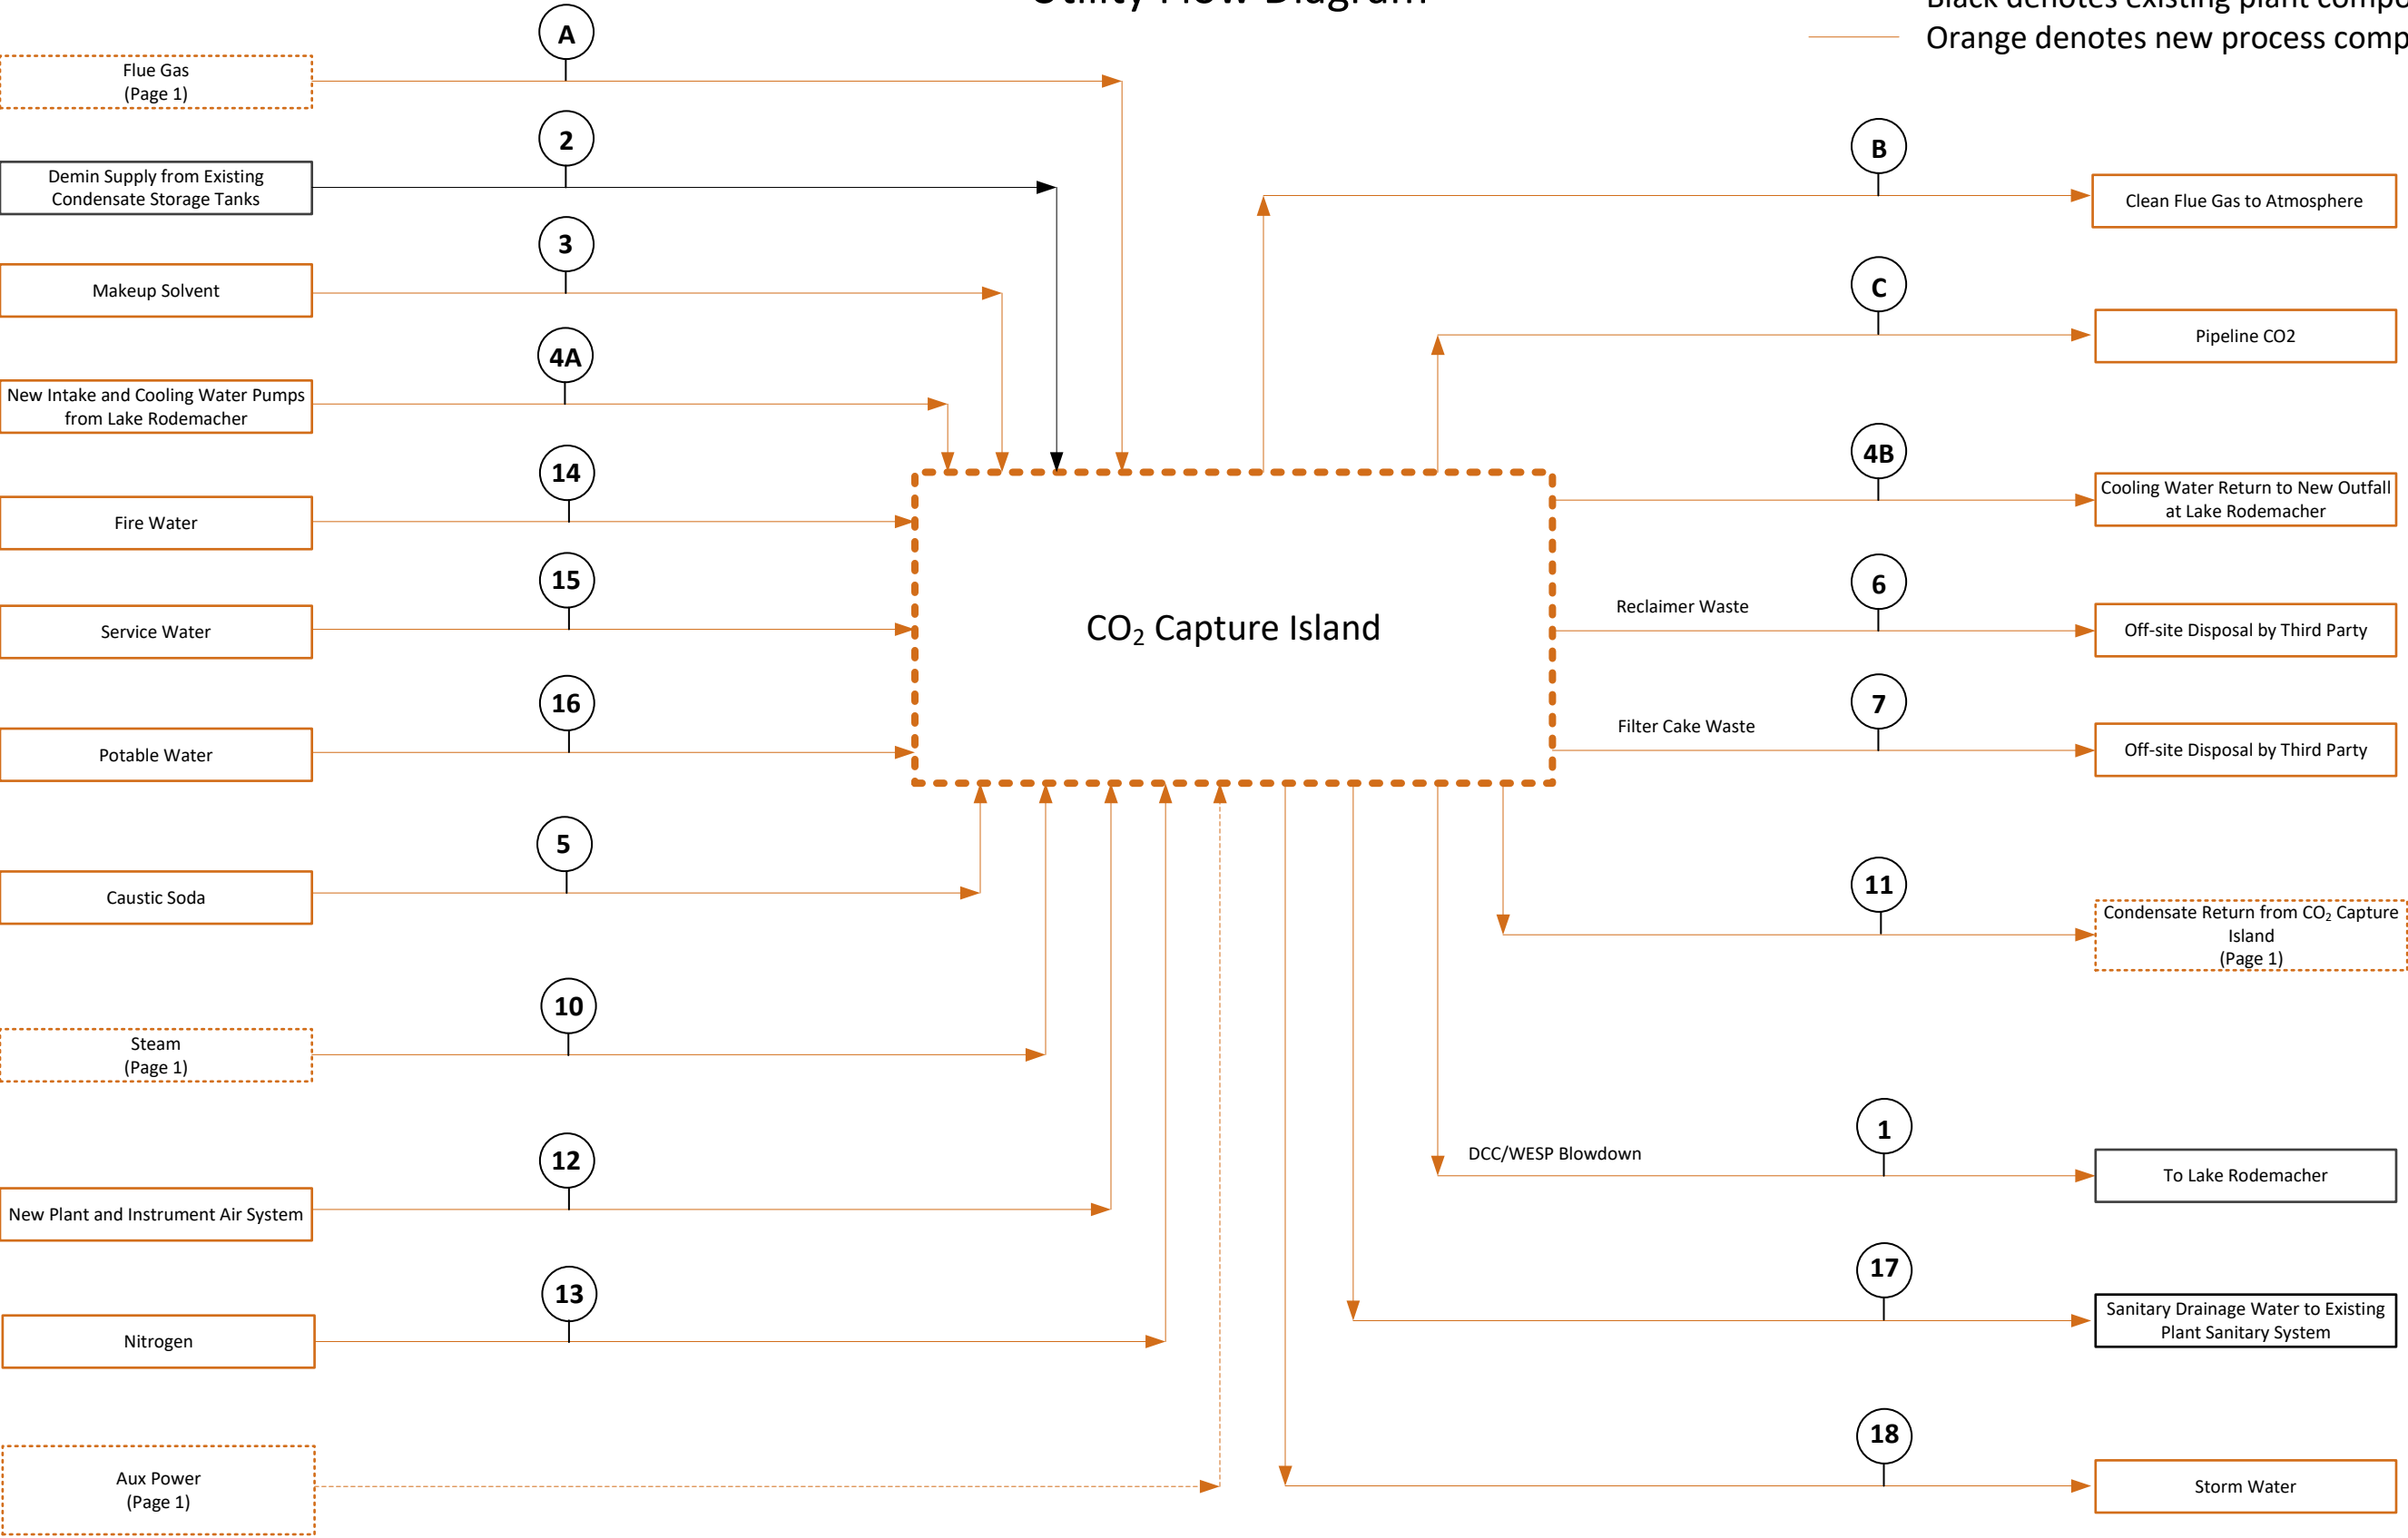 Utility Flow Diagram
Black denotes existing plant
Orange denotes new process
A
Flue Gas
(Page 1)
2
Demin Supply from Existing
Condensate Storage Tanks
3
Makeup Solvent
4A
New Intake and Cooling Water Pumps
from Lake Rodemacher
14
Fire Water
15
Service Water
16
Potable Water
5
Caustic Soda
10
Steam
(Page 1)
12
New Plant and Instrument Air System
13
Nitrogen
Aux Power
(Page 1)
CO₂ Capture Island
B
Clean Flue Gas to Atmosphere
C
Pipeline CO2
4B
Cooling Water Return to New Outfall
at Lake Rodemacher
Reclaimer Waste
6
Off-site Disposal by Third Party
Filter Cake Waste
7
Off-site Disposal by Third Party
11
Condensate Return from CO₂ Capture
Island
(Page 1)
DCC/WESP Blowdown
1
To Lake Rodemacher
17
Sanitary Drainage Water to Existing
Plant Sanitary System
18
Storm Water